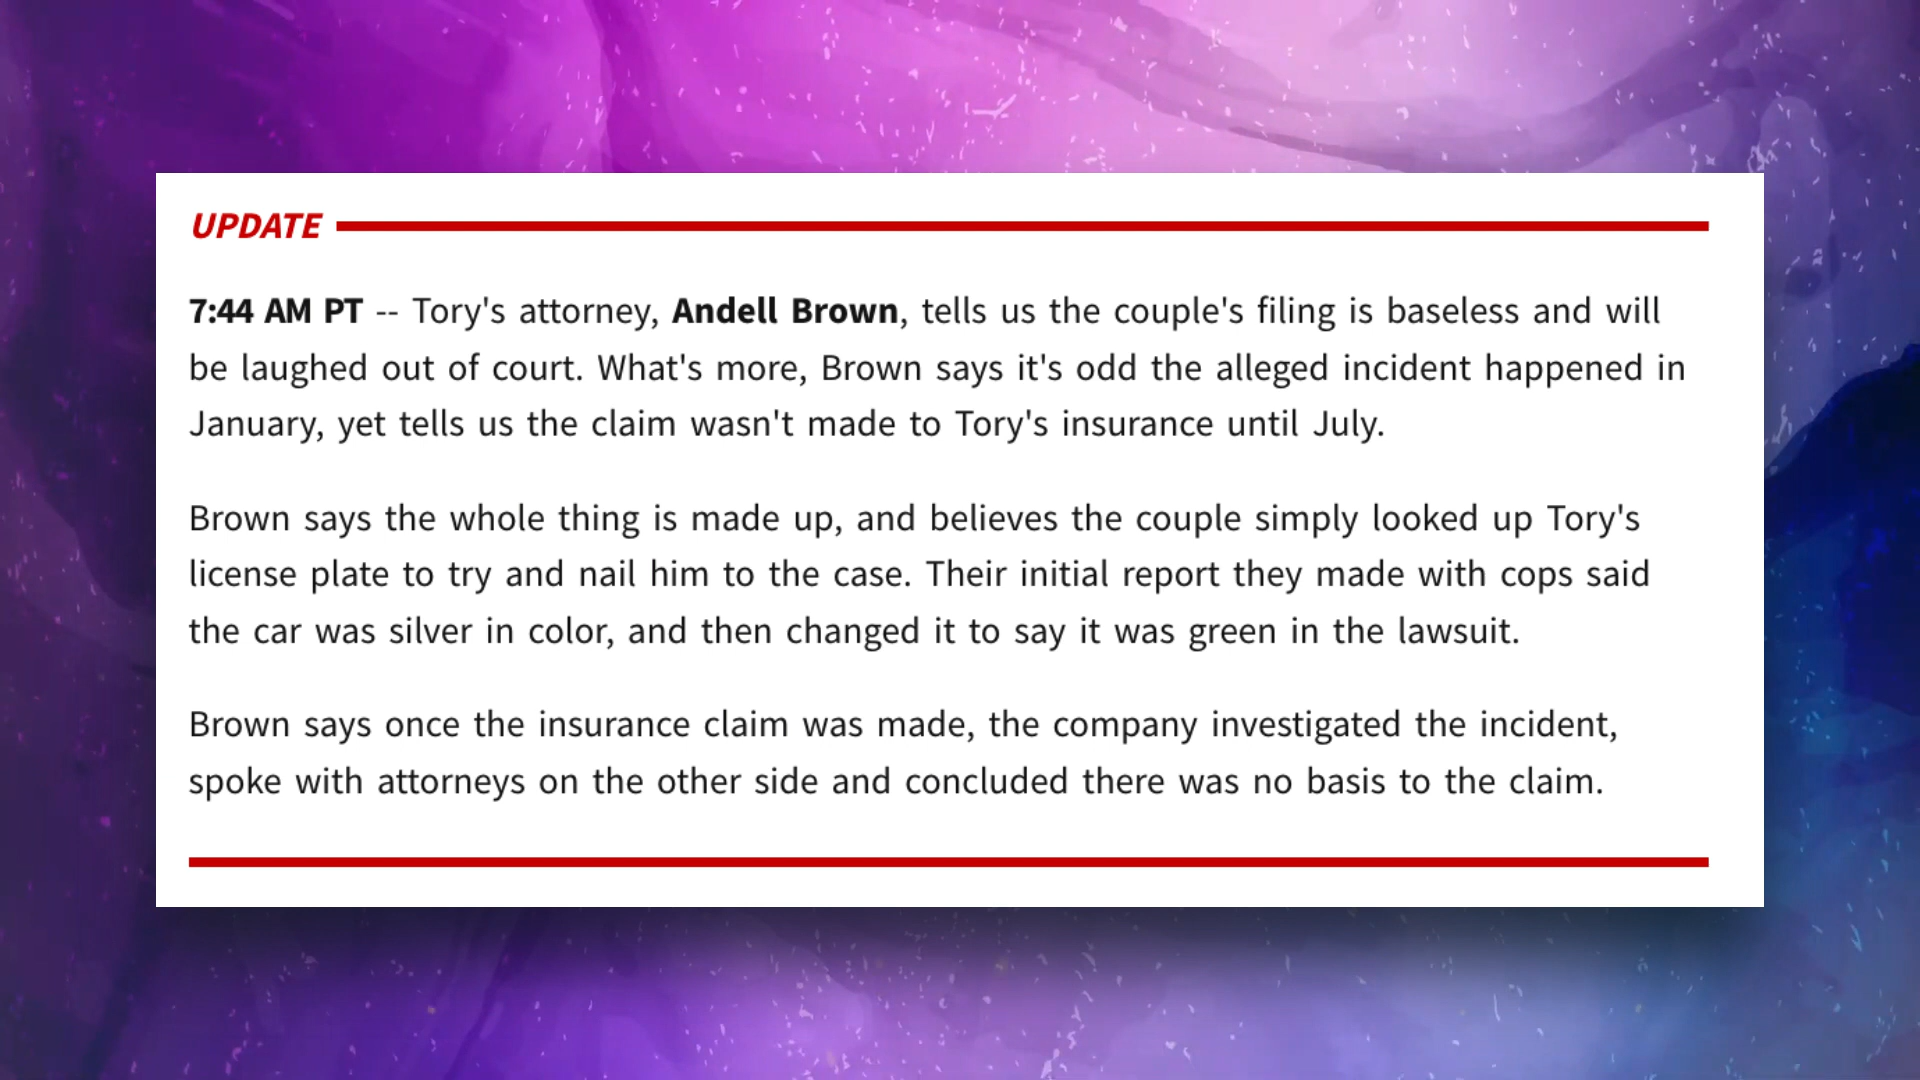 UPDATE
7:44 AM PT -- Tory's attorney, Andell Brown, tells us the couple's filing is baseless and will
be laughed out of court. What's more, Brown says it's odd the alleged incident happened in
January, yet tells us the claim wasn't made to Tory's insurance until July.
Brown says the whole thing is made up, and believes the couple simply looked up Tory's
license plate to try and nail him to the case. Their initial report they made with cops said
the car was silver in color, and then changed it to say it was green in the lawsuit.
Brown says once the insurance claim was made, the company investigated the incident,
spoke with attorneys on the other side and concluded there was no basis to the claim.